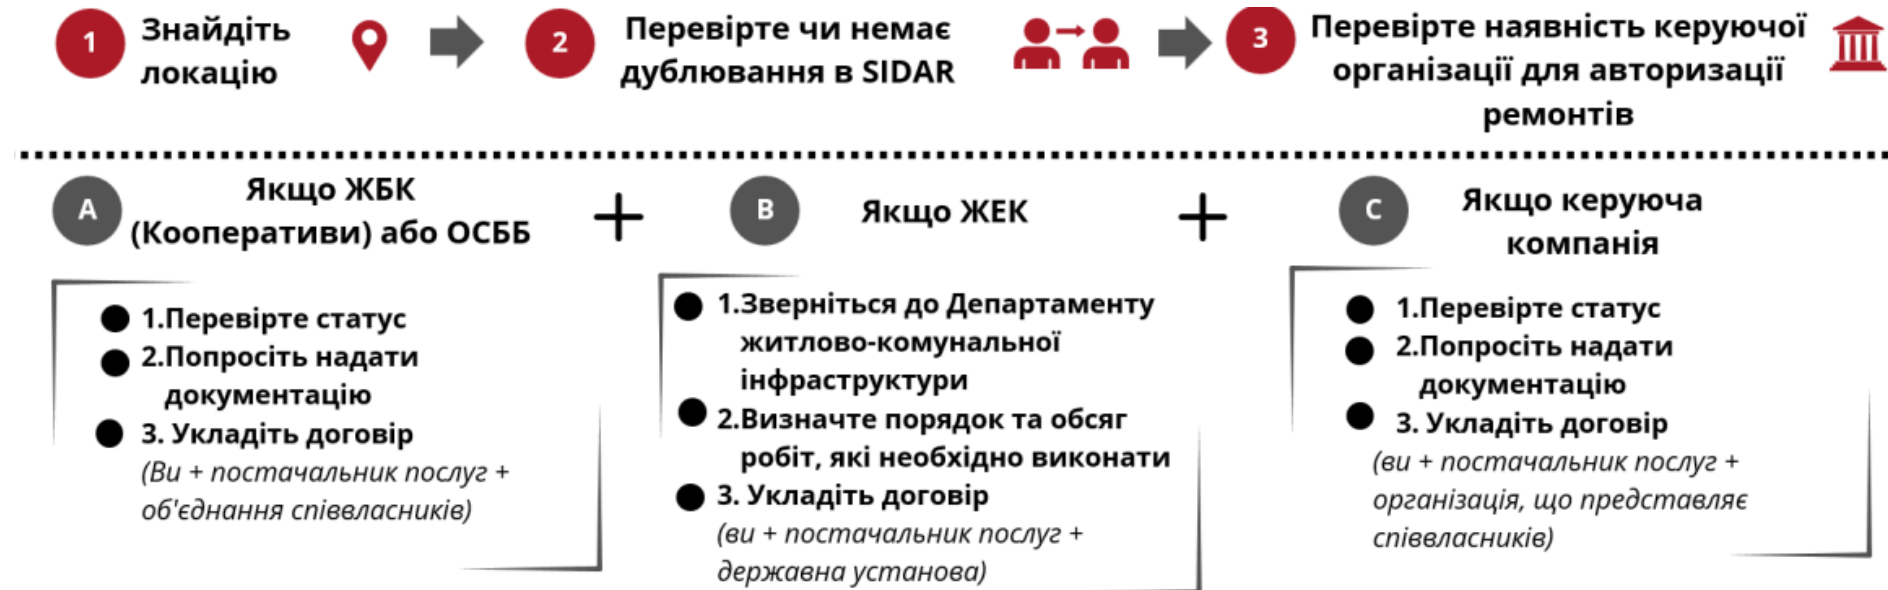 1
Знайдіть
локацію
2
Перевірте чи немає
дублювання в SIDAR
3
Перевірте наявність керуючої
організації для авторизації
ремонтів
A
Якщо ЖБК
(Кооперативи) або ОСББ
1.Перевірте статус
2.Попросіть надати
документацію
3. Укладіть договір
(Ви + постачальник послуг +
об'єднання співвласників)
+
B
Якщо ЖЕК
1.Зверніться до Департаменту
житлово-комунальної
інфраструктури
2.Визначте порядок та обсяг
робіт, які необхідно виконати
3. Укладіть договір
(ви + постачальник послуг +
державна установа)
+
C
Якщо керуюча
компанія
1.Перевірте статус
2.Попросіть надати
документацію
3. Укладіть договір
(ви + постачальник послуг +
організація, що представляє
співвласників)